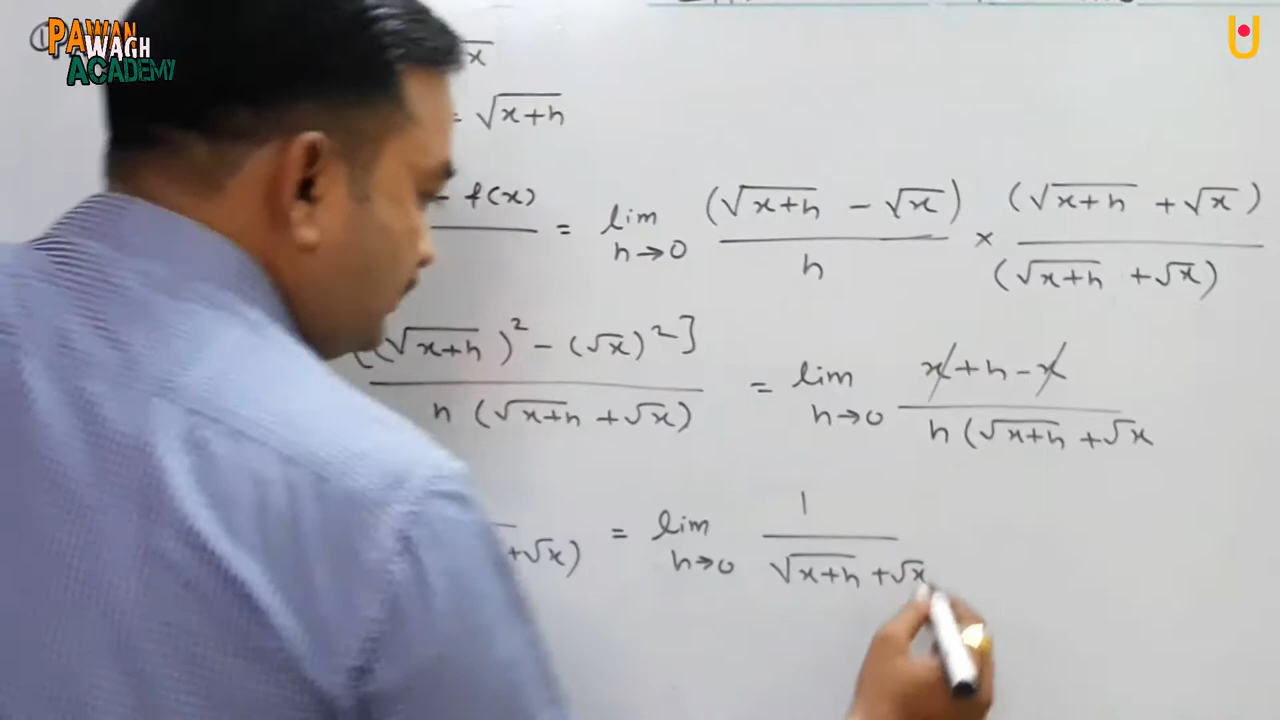 PAWAN
WAGH
ACADEMY
√x
= √x+h
- f(x) = lim h→0 (√x+h - √x) / h × (√x+h + √x) / (√x+h + √x)
((√x+h)² - (√x)²] / h (√x+h + √x) = lim h→0 x+h-x / h (√x+h + √x
+√x) = lim h→0 1 / √x+h + √x